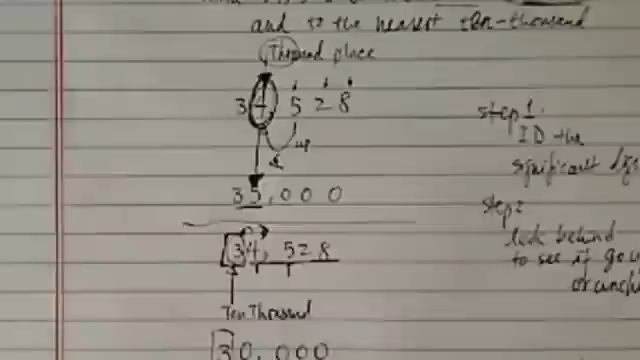 and to the nearest ten-thousand
Thousand place
34 528
up
35,000
34,528
Ten Thousand
30,000
step 1:
ID the
significant
step 2
look behind
to see if